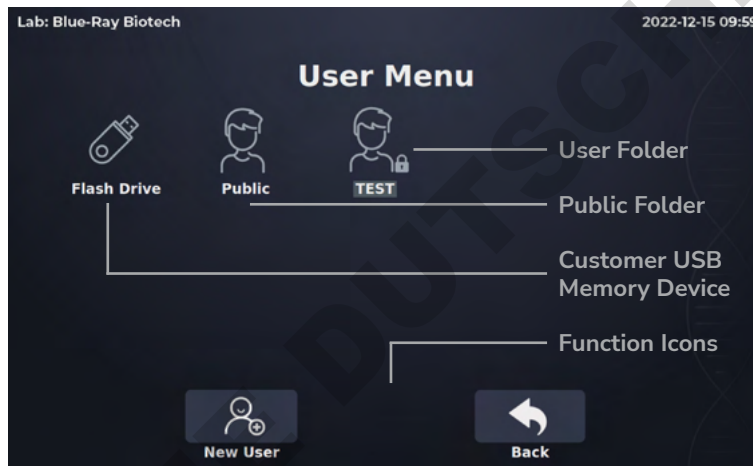 Lab: Blue-Ray Biotech
2022-12-15 09:59
User Menu
Flash Drive
Public
TEST
User Folder
Public Folder
Customer USB
Memory Device
Function Icons
New User
Back